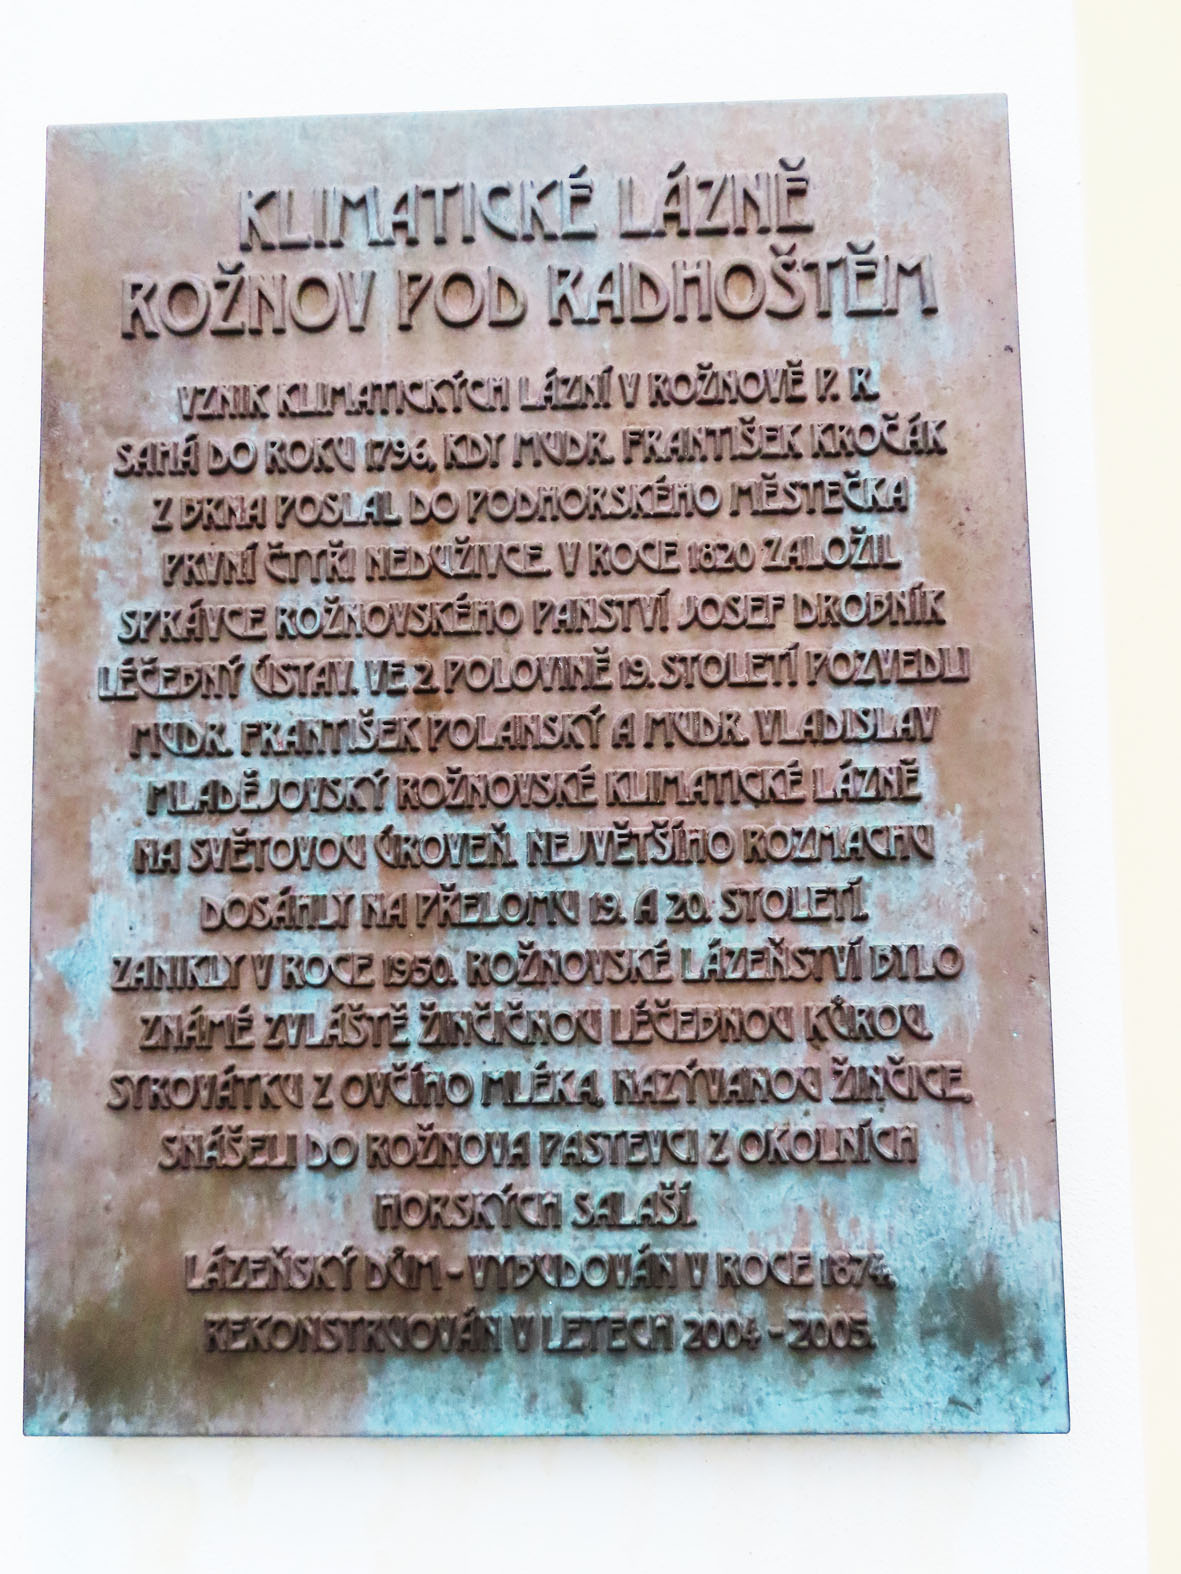 KLIMATICKÉ LÁZNĚ
ROŽNOV POD RADHOŠTĚM
VZNIK KLIMATICKÝCH LÁZNÍ V ROŽNOVĚ P. R.
SAHÁ DO ROKU 1796, KDY MUDR. FRANTIŠEK KROČÁK
Z BRNA POSLAL DO PODHORSKÉHO MĚSTEČKA
PRVNÍ ČTYŘI NEDUŽIVCE. V ROCE 1820 ZALOŽIL
SPRÁVCE ROŽNOVSKÉHO PANSTVÍ JOSEF DROBNÍK
LÉČEBNÝ ÚSTAV. VE 2. POLOVINĚ 19. STOLETÍ POZVEDLI
MUDR. FRANTIŠEK POLANSKÝ A MUDR. VLADISLAV
MLADĚJOVSKÝ ROŽNOVSKÉ KLIMATICKÉ LÁZNĚ
NA SVĚTOVOU ÚROVEŇ. NEJVĚTŠÍHO ROZMACHU
DOSÁHLY NA PŘELOMU 19. A 20. STOLETÍ.
ZANIKLY V ROCE 1950. ROŽNOVSKÉ LÁZEŇSTVÍ BYLO
ZNÁMÉ ZVLÁŠTĚ ŽINČIČNOU LÉČEBNOU KŮROU.
SYROVÁTKU Z OVČÍHO MLÉKA, NAZÝVANOU ŽINČICE,
SNÁŠELI DO ROŽNOVA PASTEVCI Z OKOLNÍCH
HORSKÝCH SALAŠÍ.
LÁZEŇSKÝ DŮM - VYBUDOVÁN V ROCE 1874,
REKONSTRUOVÁN V LETECH 2004 - 2005.